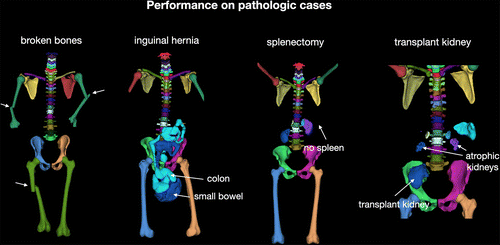 Performance on pathologic cases
broken bones
inguinal hernia
splenectomy
transplant kidney
no spleen
atrophic
kidneys
colon
small bowel
transplant kidney